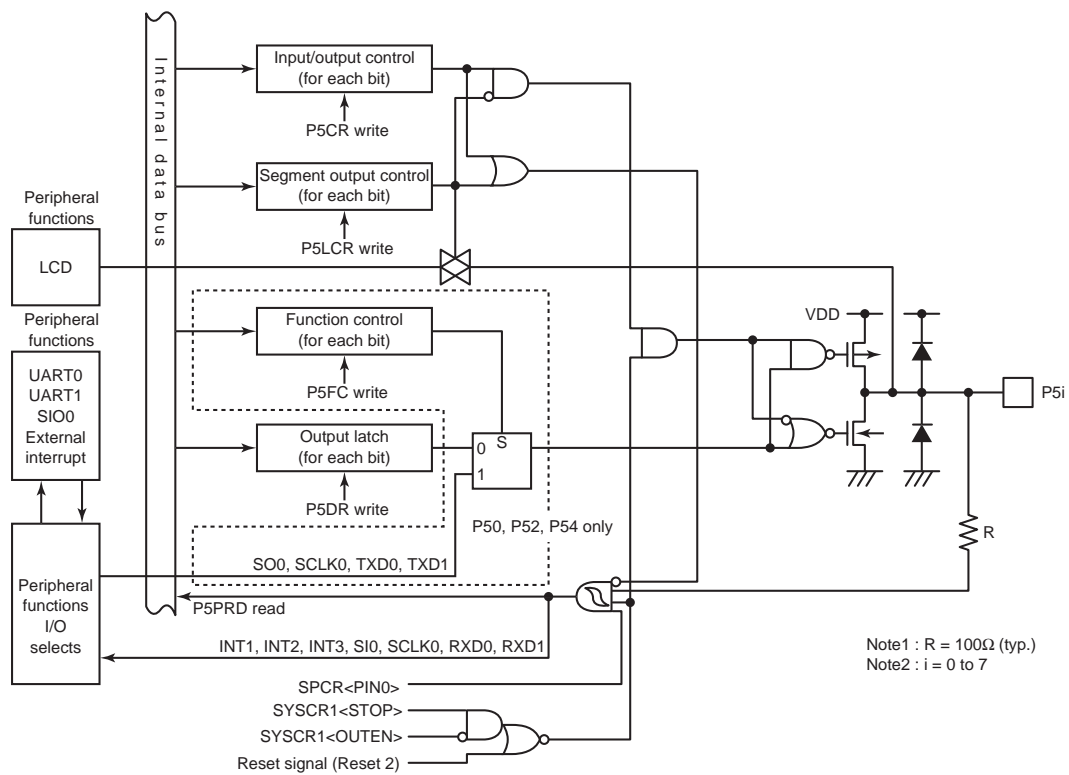 Internal data bus
Input/output control
(for each bit)
P5CR write
Segment output control
(for each bit)
P5LCR write
Peripheral
functions
LCD
Peripheral
functions
UART0
UART1
SIO0
External
interrupt
Function control
(for each bit)
P5FC write
Output latch
(for each bit)
P5DR write
0
S
1
P50, P52, P54 only
SO0, SCLK0, TXD0, TXD1
Peripheral
functions
I/O
selects
P5PRD read
INT1, INT2, INT3, SI0, SCLK0, RXD0, RXD1
SPCR<PIN0>
SYSCR1<STOP>
SYSCR1<OUTEN>
Reset signal (Reset 2)
VDD
P5i
R
Note1 : R = 100Ω (typ.)
Note2 : i = 0 to 7